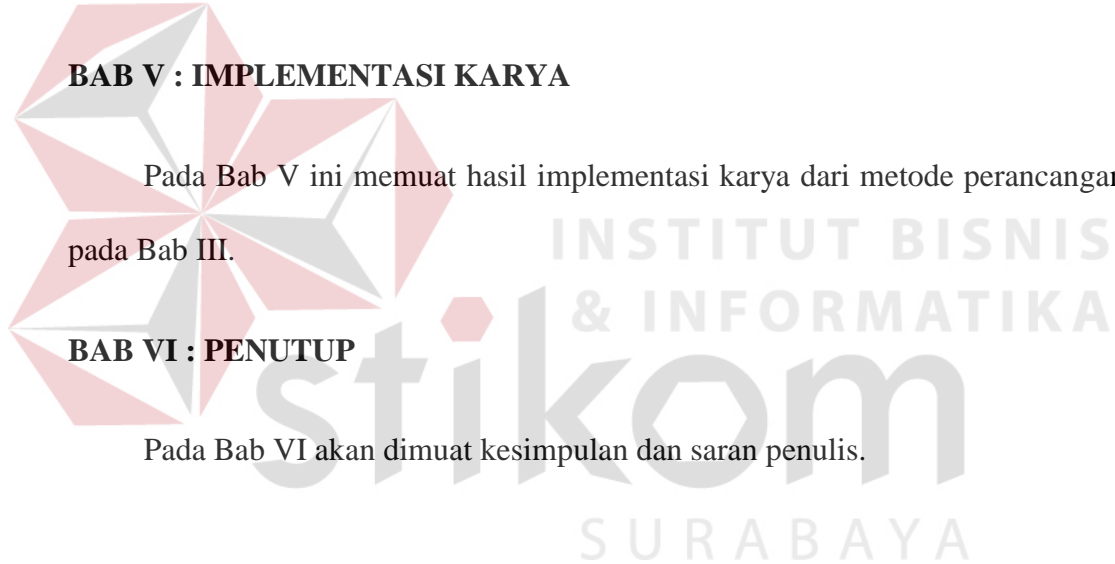 BAB V : IMPLEMENTASI KARYA
Pada Bab V ini memuat hasil implementasi karya dari metode perancangan
pada Bab III.
INSTITUT BISNIS
& INFORMATIKA
BAB VI : PENUTUP
stikom
Pada Bab VI akan dimuat kesimpulan dan saran penulis.
SURABAYA